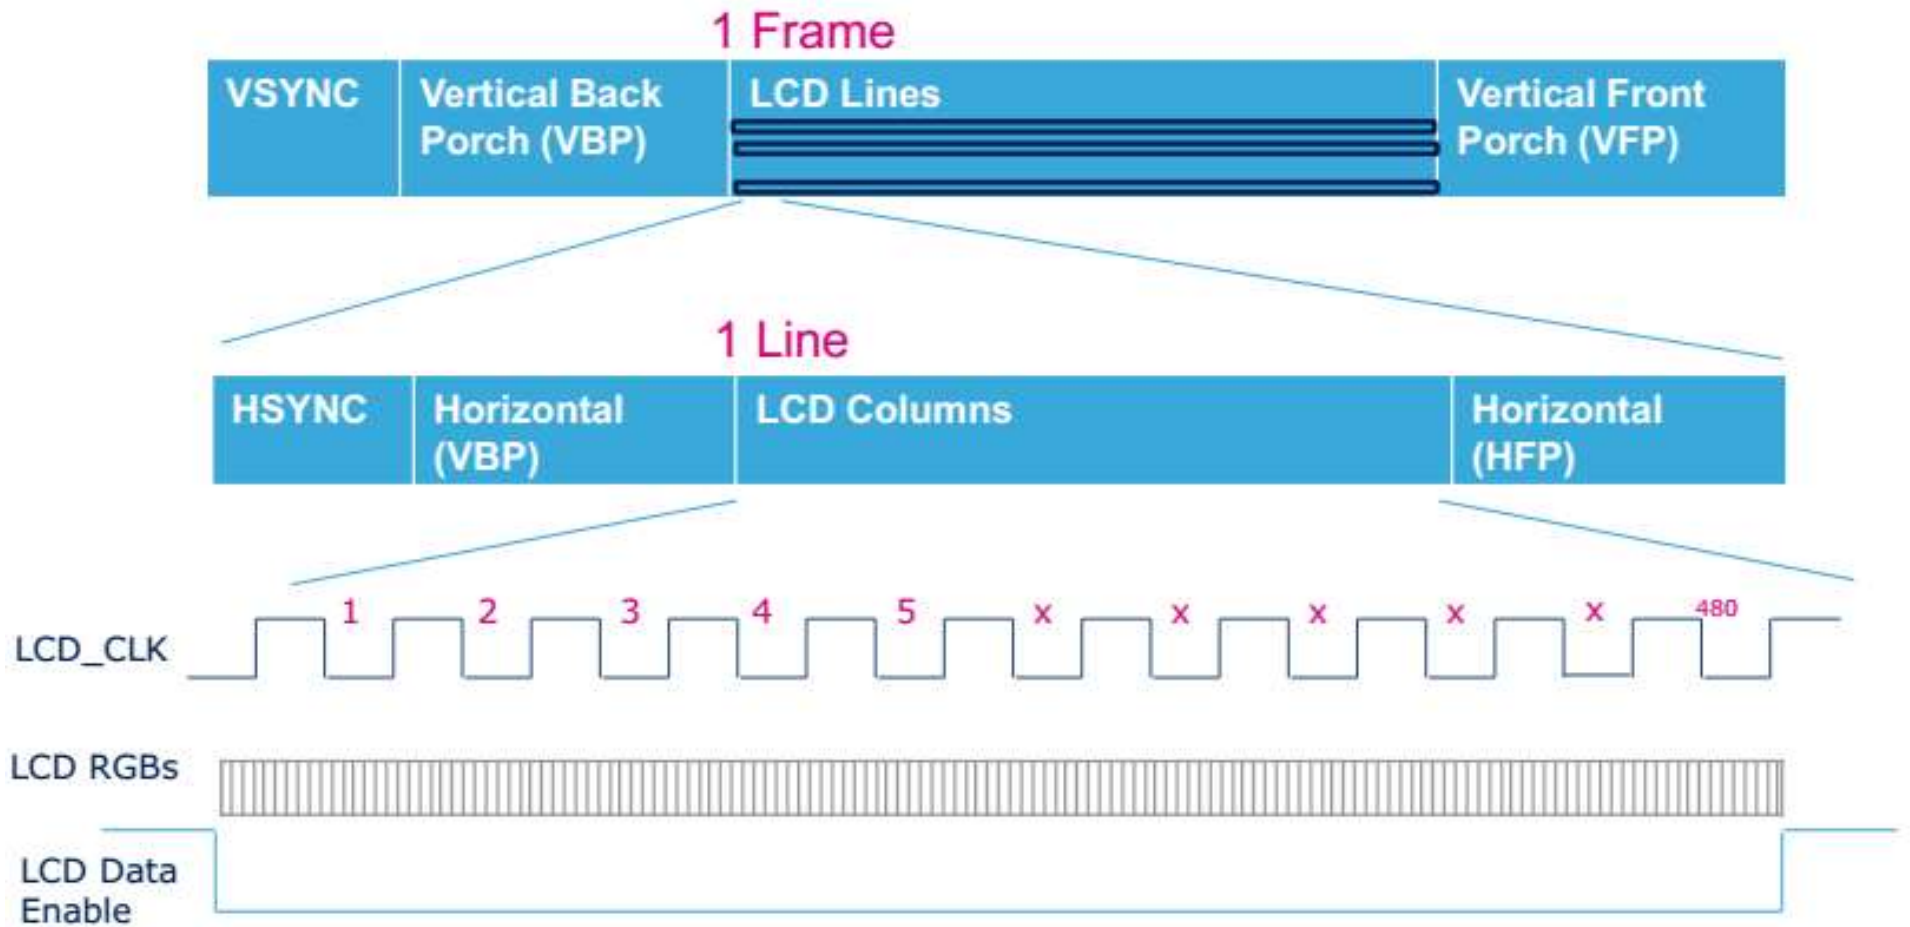 1 Frame
VSYNC
Vertical Back
Porch (VBP)
LCD Lines
Vertical Front
Porch (VFP)
1 Line
HSYNC
Horizontal
(VBP)
LCD Columns
Horizontal
(HFP)
LCD_CLK
1 2 3 4 5 x x x x x 480
LCD RGBs
LCD Data
Enable